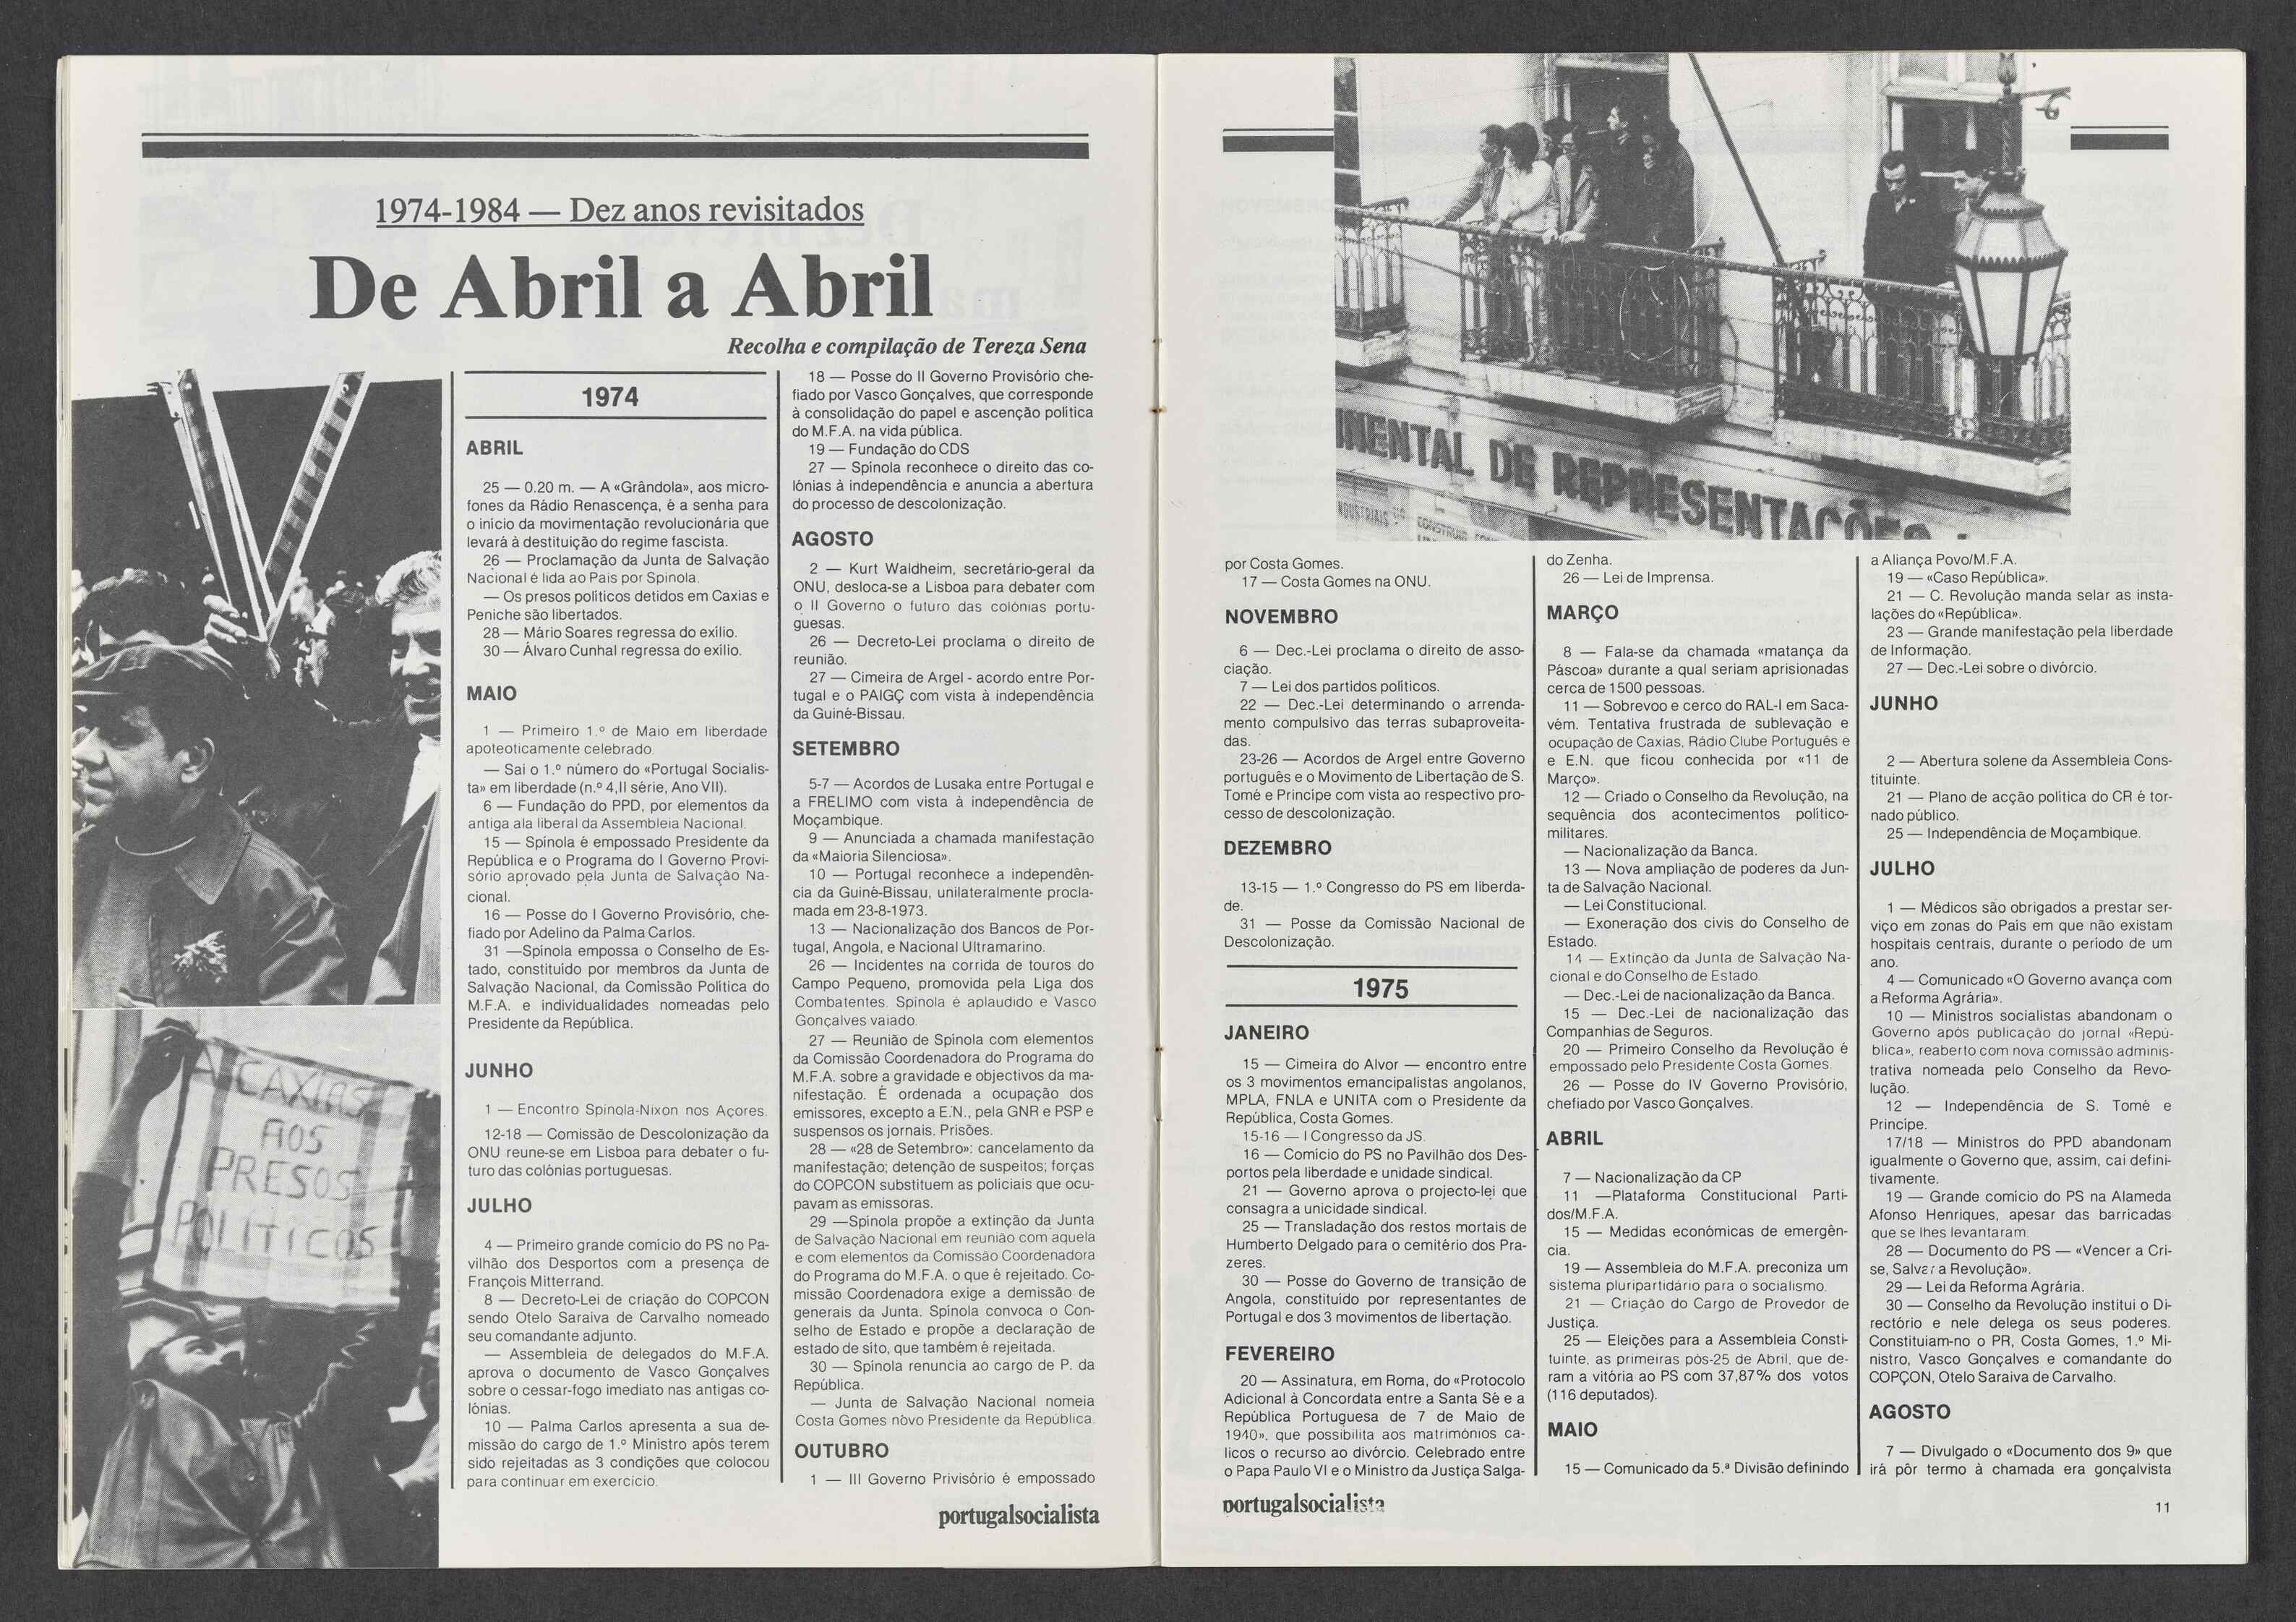 1974-1984 — Dez anos revisitados
De Abril a Abril
Recolha e compilação de Tereza Sena
A CAXIAS
AOS
PRESOS
POLITICOS
1974
ABRIL
25 — 0.20 m. — A «Grândola», aos micro-
fones da Rádio Renascença, é a senha para
o início da movimentação revolucionária que
levará à destituição do regime fascista.
26 — Proclamação da Junta de Salvação
Nacional é lida ao País por Spínola.
— Os presos políticos detidos em Caxias e
Peniche são libertados.
28 — Mário Soares regressa do exílio.
30 — Álvaro Cunhal regressa do exílio.
MAIO
1 — Primeiro 1.º de Maio em liberdade
apoteoticamente celebrado.
— Sai o 1.º número do «Portugal Socialis-
ta» em liberdade (n.º 4,II série, Ano VII).
6 — Fundação do PPD, por elementos da
antiga ala liberal da Assembleia Nacional.
15 — Spínola é empossado Presidente da
República e o Programa do I Governo Provi-
sório aprovado pela Junta de Salvação Na-
cional.
16 — Posse do I Governo Provisório, che-
fiado por Adelino da Palma Carlos.
31 —Spínola empossa o Conselho de Es-
tado, constituído por membros da Junta de
Salvação Nacional, da Comissão Política do
M.F.A. e individualidades nomeadas pelo
Presidente da República.
JUNHO
1 — Encontro Spínola-Nixon nos Açores.
12-18 — Comissão de Descolonização da
ONU reune-se em Lisboa para debater o fu-
turo das colónias portuguesas.
JULHO
4 — Primeiro grande comício do PS no Pa-
vilhão dos Desportos com a presença de
François Mitterrand.
8 — Decreto-Lei de criação do COPCON
sendo Otelo Saraiva de Carvalho nomeado
seu comandante adjunto.
— Assembleia de delegados do M.F.A.
aprova o documento de Vasco Gonçalves
sobre o cessar-fogo imediato nas antigas co-
lónias.
10 — Palma Carlos apresenta a sua de-
missão do cargo de 1.º Ministro após terem
sido rejeitadas as 3 condições que colocou
para continuar em exercício.
18 — Posse do II Governo Provisório che-
fiado por Vasco Gonçalves, que corresponde
à consolidação do papel e ascenção política
do M.F.A. na vida pública.
19 — Fundação do CDS
27 — Spínola reconhece o direito das co-
lónias à independência e anuncia a abertura
do processo de descolonização.
AGOSTO
2 — Kurt Waldheim, secretário-geral da
ONU, desloca-se a Lisboa para debater com
o II Governo o futuro das colónias portu-
guesas.
26 — Decreto-Lei proclama o direito de
reunião.
27 — Cimeira de Argel - acordo entre Por-
tugal e o PAIGÇ com vista à independência
da Guiné-Bissau.
SETEMBRO
5-7 — Acordos de Lusaka entre Portugal e
a FRELIMO com vista à independência de
Moçambique.
9 — Anunciada a chamada manifestação
da «Maioria Silenciosa».
10 — Portugal reconhece a independên-
cia da Guiné-Bissau, unilateralmente procla-
mada em 23-8-1973.
13 — Nacionalização dos Bancos de Por-
tugal, Angola, e Nacional Ultramarino.
26 — Incidentes na corrida de touros do
Campo Pequeno, promovida pela Liga dos
Combatentes. Spínola é aplaudido e Vasco
Gonçalves vaiado.
27 — Reunião de Spínola com elementos
da Comissão Coordenadora do Programa do
M.F.A. sobre a gravidade e objectivos da ma-
nifestação. É ordenada a ocupação dos
emissores, excepto a E.N., pela GNR e PSP e
suspensos os jornais. Prisões.
28 — «28 de Setembro»: cancelamento da
manifestação; detenção de suspeitos; forças
do COPCON substituem as policiais que ocu-
pavam as emissoras.
29 —Spínola propõe a extinção da Junta
de Salvação Nacional em reunião com aquela
e com elementos da Comissão Coordenadora
do Programa do M.F.A. o que é rejeitado. Co-
missão Coordenadora exige a demissão de
generais da Junta. Spínola convoca o Con-
selho de Estado e propõe a declaração de
estado de sítio, que também é rejeitada.
30 — Spínola renuncia ao cargo de P. da
República.
— Junta de Salvação Nacional nomeia
Costa Gomes nòvo Presidente da República.
OUTUBRO
1 — III Governo Privisório é empossado
portugalsocialista
INENTAL DE REPRESENTAÇÕES
INDUSTRIAIS
por Costa Gomes.
17 — Costa Gomes na ONU.
NOVEMBRO
6 — Dec.-Lei proclama o direito de asso-
ciação.
7 — Lei dos partidos políticos.
22 — Dec.-Lei determinando o arrenda-
mento compulsivo das terras subaproveita-
das.
23-26 — Acordos de Argel entre Governo
português e o Movimento de Libertação de S.
Tomé e Príncipe com vista ao respectivo pro-
cesso de descolonização.
DEZEMBRO
13-15 — 1.º Congresso do PS em liberda-
de.
31 — Posse da Comissão Nacional de
Descolonização.
1975
JANEIRO
15 — Cimeira do Alvor — encontro entre
os 3 movimentos emancipalistas angolanos,
MPLA, FNLA e UNITA com o Presidente da
República, Costa Gomes.
15-16 — I Congresso da JS.
16 — Comício do PS no Pavilhão dos Des-
portos pela liberdade e unidade sindical.
21 — Governo aprova o projecto-lei que
consagra a unicidade sindical.
25 — Transladação dos restos mortais de
Humberto Delgado para o cemitério dos Pra-
zeres.
30 — Posse do Governo de transição de
Angola, constituído por representantes de
Portugal e dos 3 movimentos de libertação.
FEVEREIRO
20 — Assinatura, em Roma, do «Protocolo
Adicional à Concordata entre a Santa Sé e a
República Portuguesa de 7 de Maio de
1940», que possibilita aos matrimónios ca-
licos o recurso ao divórcio. Celebrado entre
o Papa Paulo VI e o Ministro da Justiça Salga-
do Zenha.
26 — Lei de Imprensa.
MARÇO
8 — Fala-se da chamada «matança da
Páscoa» durante a qual seriam aprisionadas
cerca de 1500 pessoas.
11 — Sobrevoo e cerco do RAL-I em Saca-
vém. Tentativa frustrada de sublevação e
ocupação de Caxias, Rádio Clube Português e
e E.N. que ficou conhecida por «11 de
Março».
12 — Criado o Conselho da Revolução, na
sequência dos acontecimentos político-
militares.
— Nacionalização da Banca.
13 — Nova ampliação de poderes da Jun-
ta de Salvação Nacional.
— Lei Constitucional.
— Exoneração dos civis do Conselho de
Estado.
14 — Extinção da Junta de Salvação Na-
cional e do Conselho de Estado.
— Dec.-Lei de nacionalização da Banca.
15 — Dec.-Lei de nacionalização das
Companhias de Seguros.
20 — Primeiro Conselho da Revolução é
empossado pelo Presidente Costa Gomes.
26 — Posse do IV Governo Provisório,
chefiado por Vasco Gonçalves.
ABRIL
7 — Nacionalização da CP
11 —Plataforma Constitucional Parti-
dos/M.F.A.
15 — Medidas económicas de emergên-
cia.
19 — Assembleia do M.F.A. preconiza um
sistema pluripartidário para o socialismo.
21 — Criação do Cargo de Provedor de
Justiça.
25 — Eleições para a Assembleia Consti-
tuinte, as primeiras pós-25 de Abril, que de-
ram a vitória ao PS com 37,87% dos votos
(116 deputados).
MAIO
15 — Comunicado da 5.ª Divisão definindo
a Aliança Povo/M.F.A.
19 — «Caso República».
21 — C. Revolução manda selar as insta-
lações do «República».
23 — Grande manifestação pela liberdade
de Informação.
27 — Dec.-Lei sobre o divórcio.
JUNHO
2 — Abertura solene da Assembleia Cons-
tituinte.
21 — Plano de acção política do CR é tor-
nado público.
25 — Independência de Moçambique.
JULHO
1 — Médicos são obrigados a prestar ser-
viço em zonas do País em que não existam
hospitais centrais, durante o período de um
ano.
4 — Comunicado «O Governo avança com
a Reforma Agrária».
10 — Ministros socialistas abandonam o
Governo após publicação do jornal «Repú-
blica», reaberto com nova comissão adminis-
trativa nomeada pelo Conselho da Revo-
lução.
12 — Independência de S. Tomé e
Príncipe.
17/18 — Ministros do PPD abandonam
igualmente o Governo que, assim, cai defini-
tivamente.
19 — Grande comício do PS na Alameda
Afonso Henriques, apesar das barricadas
que se lhes levantaram.
28 — Documento do PS — «Vencer a Cri-
se, Salvar a Revolução».
29 — Lei da Reforma Agrária.
30 — Conselho da Revolução institui o Di-
rectório e nele delega os seus poderes.
Constituiam-no o PR, Costa Gomes, 1.º Mi-
nistro, Vasco Gonçalves e comandante do
COPÇON, Otelo Saraiva de Carvalho.
AGOSTO
7 — Divulgado o «Documento dos 9» que
irá pôr termo à chamada era gonçalvista
portugalsocialista
11